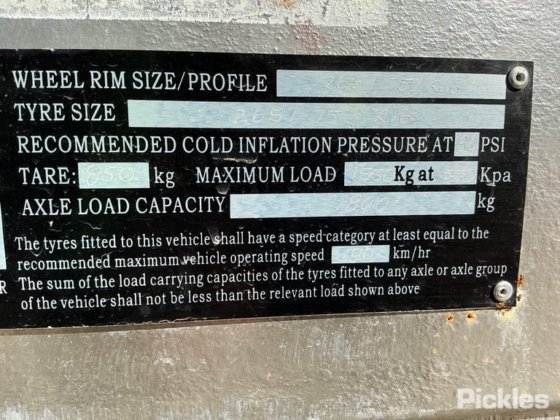 WHEEL RIM SIZE/PROFILE
TYRE SIZE 265/75
RECOMMENDED COLD INFLATION PRESSURE AT PSI
TARE: 850 kg MAXIMUM LOAD Kg at Kpa
AXLE LOAD CAPACITY 1800 kg
The tyres fitted to this vehicle shall have a speed category at least equal to the
recommended maximum vehicle operating speed km/hr
R The sum of the load carrying capacities of the tyres fitted to any axle or axle group
of the vehicle shall not be less than the relevant load shown above
Pickles